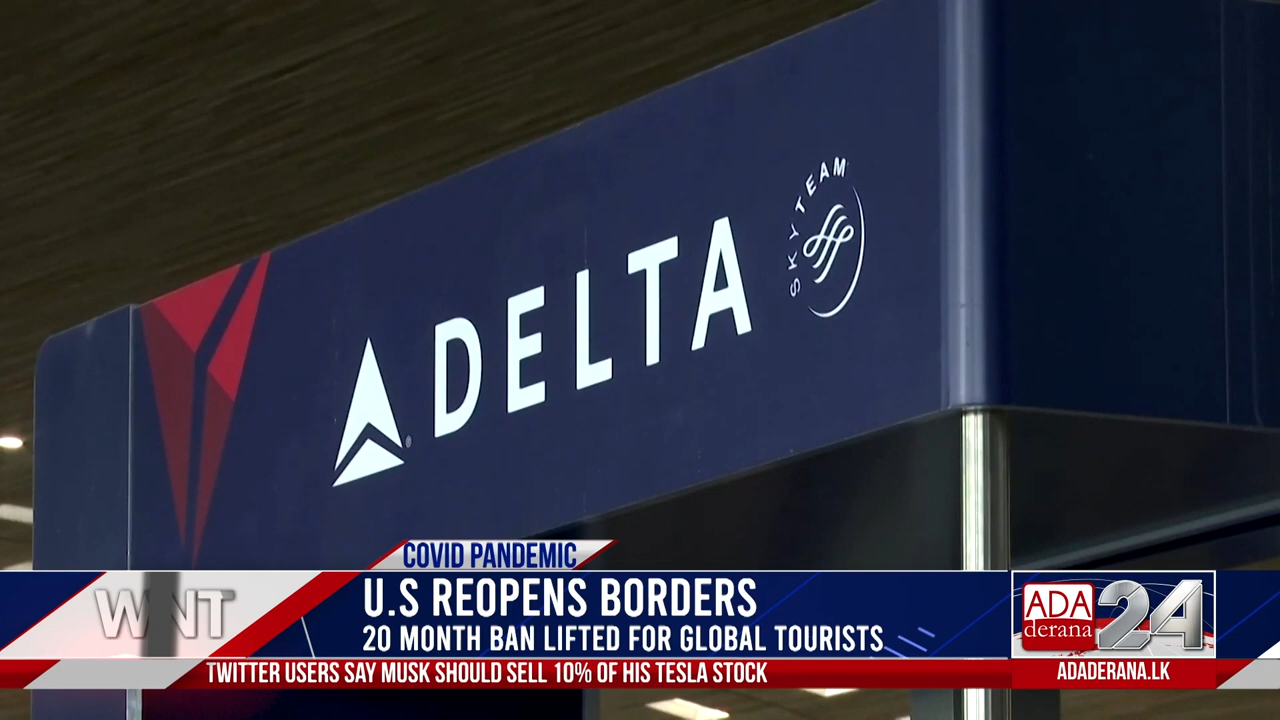 DELTA
SKYTEAM
COVID PANDEMIC
WNT
U.S REOPENS BORDERS
20 MONTH BAN LIFTED FOR GLOBAL TOURISTS
TWITTER USERS SAY MUSK SHOULD SELL 10% OF HIS TESLA STOCK
ADA
derana
24
ADADERANA.LK